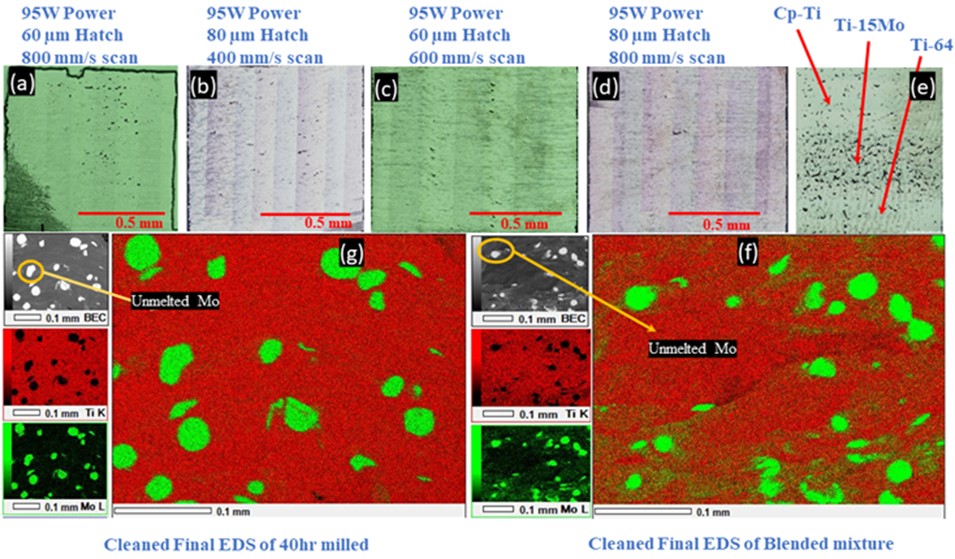 95W Power
60 µm Hatch
800 mm/s scan
95W Power
80 µm Hatch
400 mm/s scan
95W Power
60 µm Hatch
600 mm/s scan
95W Power
80 µm Hatch
800 mm/s scan
Cp-Ti
Ti-15Mo
Ti-64
(a)
(b)
(c)
(d)
(e)
0.5 mm
0.5 mm
0.5 mm
0.5 mm
(g)
(f)
Unmelted Mo
Unmelted Mo
0.1 mm BEC
0.1 mm Ti K
0.1 mm Mo L
0.1 mm
0.1 mm BEC
0.1 mm Ti K
0.1 mm Mo L
0.1 mm
Cleaned Final EDS of 40hr milled
Cleaned Final EDS of Blended mixture